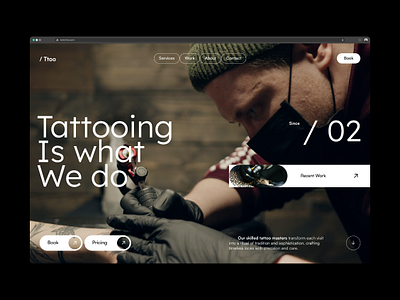 / Ttoo
Services
Work
About
Contact
Book
Tattooing
Is what
We do
Since
/ 02
Recent Work
Book
Pricing
Our skilled tattoo masters transform each visit
into a ritual of tradition and sophistication, crafting
timeless looks with precision and care.